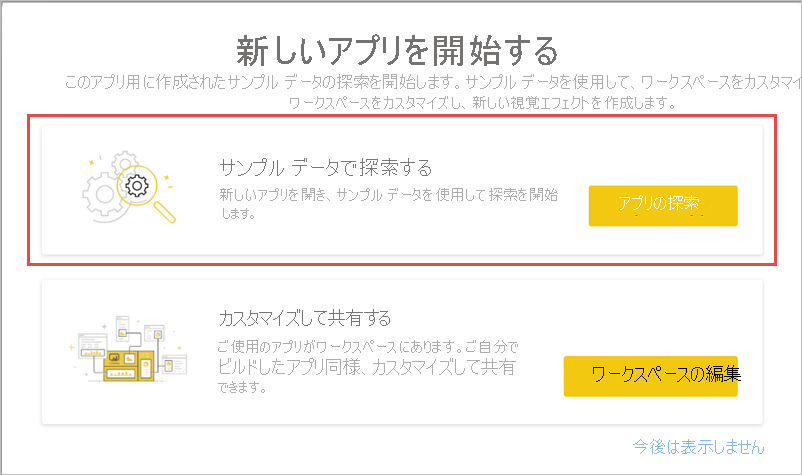 新しいアプリを開始する
このアプリ用に作成されたサンプル データの探索を開始します。サンプル データを使用して、ワークスペースをカスタマイ
ワークスペースをカスタマイズし、新しい視覚エフェクトを作成します。
サンプル データで探索する
新しいアプリを開き、サンプル データを使用して探索を開始
します。
アプリの探索
カスタマイズして共有する
ご使用のアプリがワークスペースにあります。ご自分で
ビルドしたアプリ同様、カスタマイズして共有
できます。
ワークスペースの編集
今後は表示しません